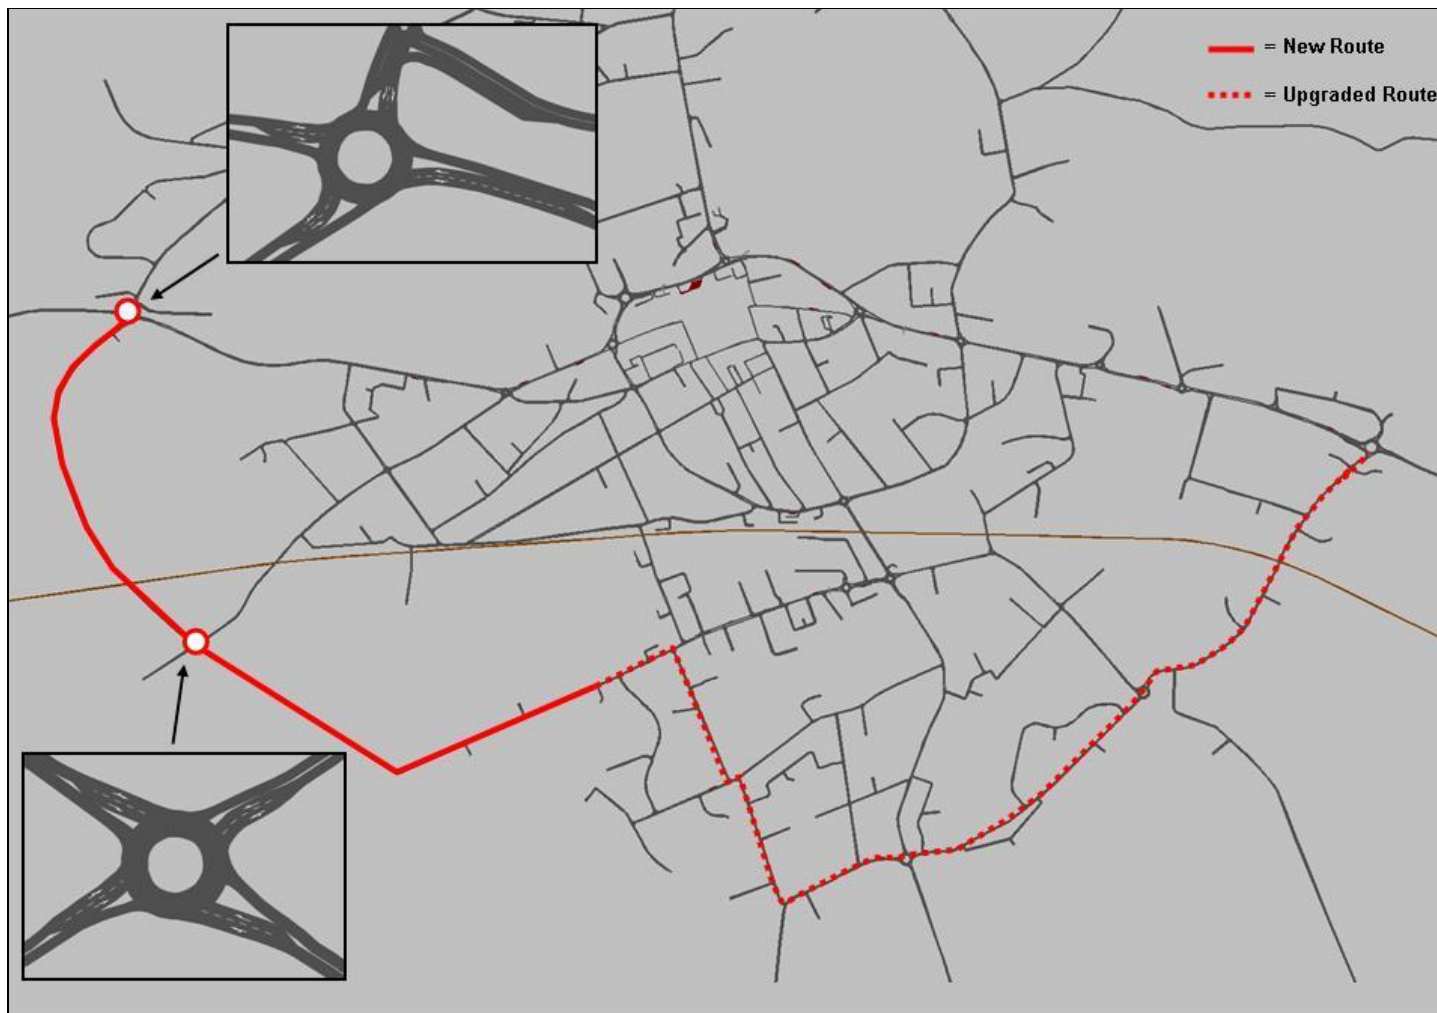 = New Route
= Upgraded Route